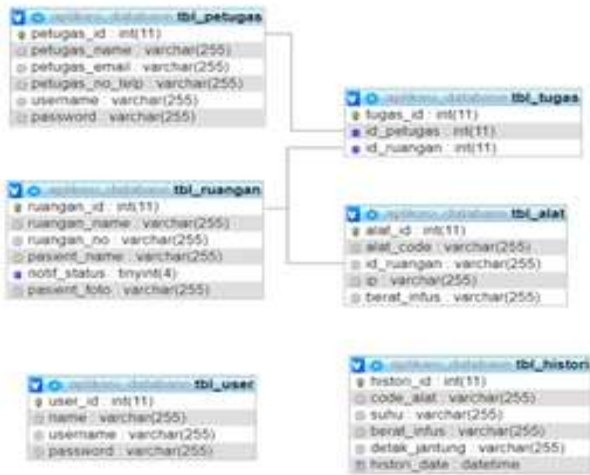 tbl_petugas
petugas_id : int(11)
petugas_name : varchar(255)
petugas_email : varchar(255)
petugas_no_telp : varchar(255)
username : varchar(255)
password : varchar(255)
tbl_tugas
tugas_id : int(11)
id_petugas : int(11)
id_ruangan : int(11)
tbl_ruangan
ruangan_id : int(11)
ruangan_name : varchar(255)
ruangan_no : varchar(255)
pasient_name : varchar(255)
notif_status : tinyint(4)
pasient_foto : varchar(255)
tbl_alat
alat_id : int(11)
alat_code : varchar(255)
id_ruangan : varchar(255)
ip : varchar(255)
berat_infus : varchar(255)
tbl_user
user_id : int(11)
name : varchar(255)
username : varchar(255)
password : varchar(255)
tbl_histori
histori_id : int(11)
code_alat : varchar(255)
suhu : varchar(255)
berat_infus : varchar(255)
detak_jantung : varchar(255)
histori_date : datetime